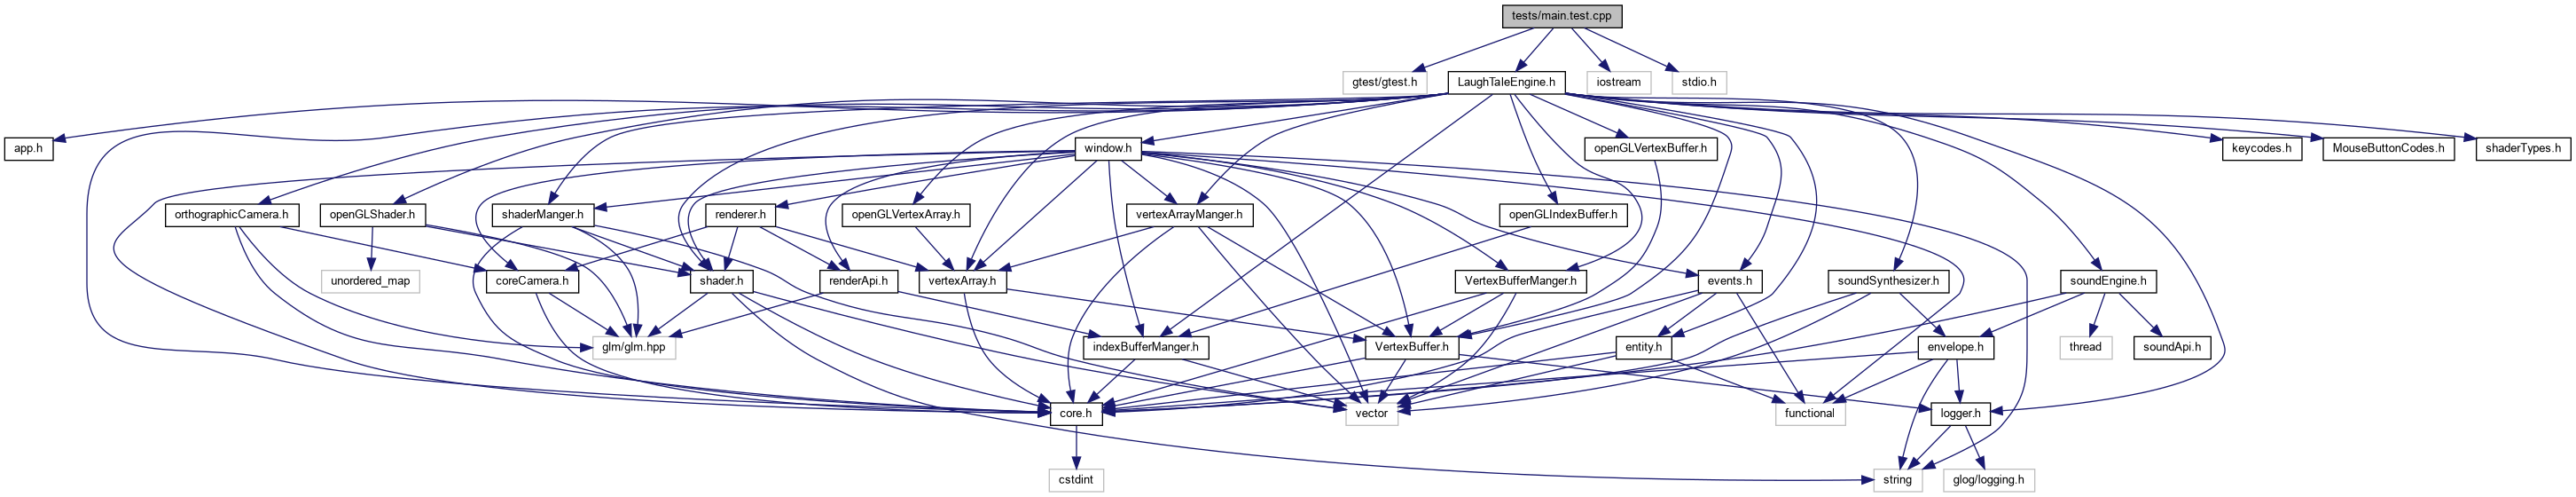 tests/main.test.cpp
gtest/gtest.h
LaughTaleEngine.h
iostream
stdio.h
app.h
window.h
openGLVertexBuffer.h
keycodes.h
MouseButtonCodes.h
shaderTypes.h
orthographicCamera.h
openGLShader.h
shaderManger.h
renderer.h
openGLVertexArray.h
vertexArrayManger.h
openGLIndexBuffer.h
unordered_map
coreCamera.h
shader.h
renderApi.h
vertexArray.h
VertexBufferManger.h
events.h
soundSynthesizer.h
soundEngine.h
glm/glm.hpp
indexBufferManger.h
VertexBuffer.h
entity.h
envelope.h
thread
soundApi.h
core.h
vector
functional
logger.h
cstdint
string
glog/logging.h